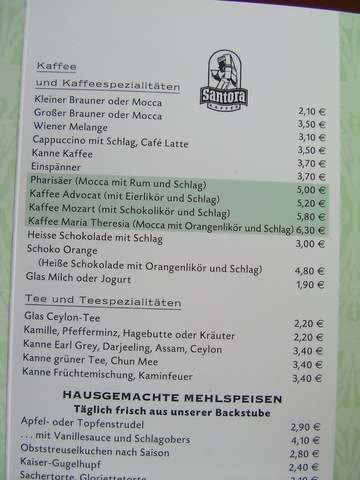 Santora
KAFFEE
Kaffee
und Kaffeespezialitäten
Kleiner Brauner oder Mocca 2,10 €
Großer Brauner oder Mocca 3,50 €
Wiener Melange 3,10 €
Cappuccino mit Schlag, Café Latte 3,50 €
Kanne Kaffee 3,70 €
Einspänner 3,70 €
Pharisäer (Mocca mit Rum und Schlag) 5,00 €
Kaffee Advocat (mit Eierlikör und Schlag) 5,20 €
Kaffee Mozart (mit Schokolikör und Schlag) 5,80 €
Kaffee Maria Theresia (Mocca mit Orangenlikör und Schlag) 6,30 €
Heisse Schokolade mit Schlag 3,00 €
Schoko Orange
(Heiße Schokolade mit Orangenlikör und Schlag) 4,80 €
Glas Milch oder Jogurt 1,90 €
Tee und Teespezialitäten
Glas Ceylon-Tee 2,20 €
Kamille, Pfefferminz, Hagebutte oder Kräuter 2,20 €
Kanne Earl Grey, Darjeeling, Assam, Ceylon 3,40 €
Kanne grüner Tee, Chun Mee 3,40 €
Kanne Früchtemischung, Kaminfeuer 3,40 €
HAUSGEMACHTE MEHLSPEISEN
Täglich frisch aus unserer Backstube
Apfel- oder Topfenstrudel 2,90 €
... mit Vanillesauce und Schlagobers 4,10 €
Obststreuselkuchen nach Saison 2,80 €
Kaiser-Gugelhupf 2,40 €
Sachertorte, Gloriettetorte